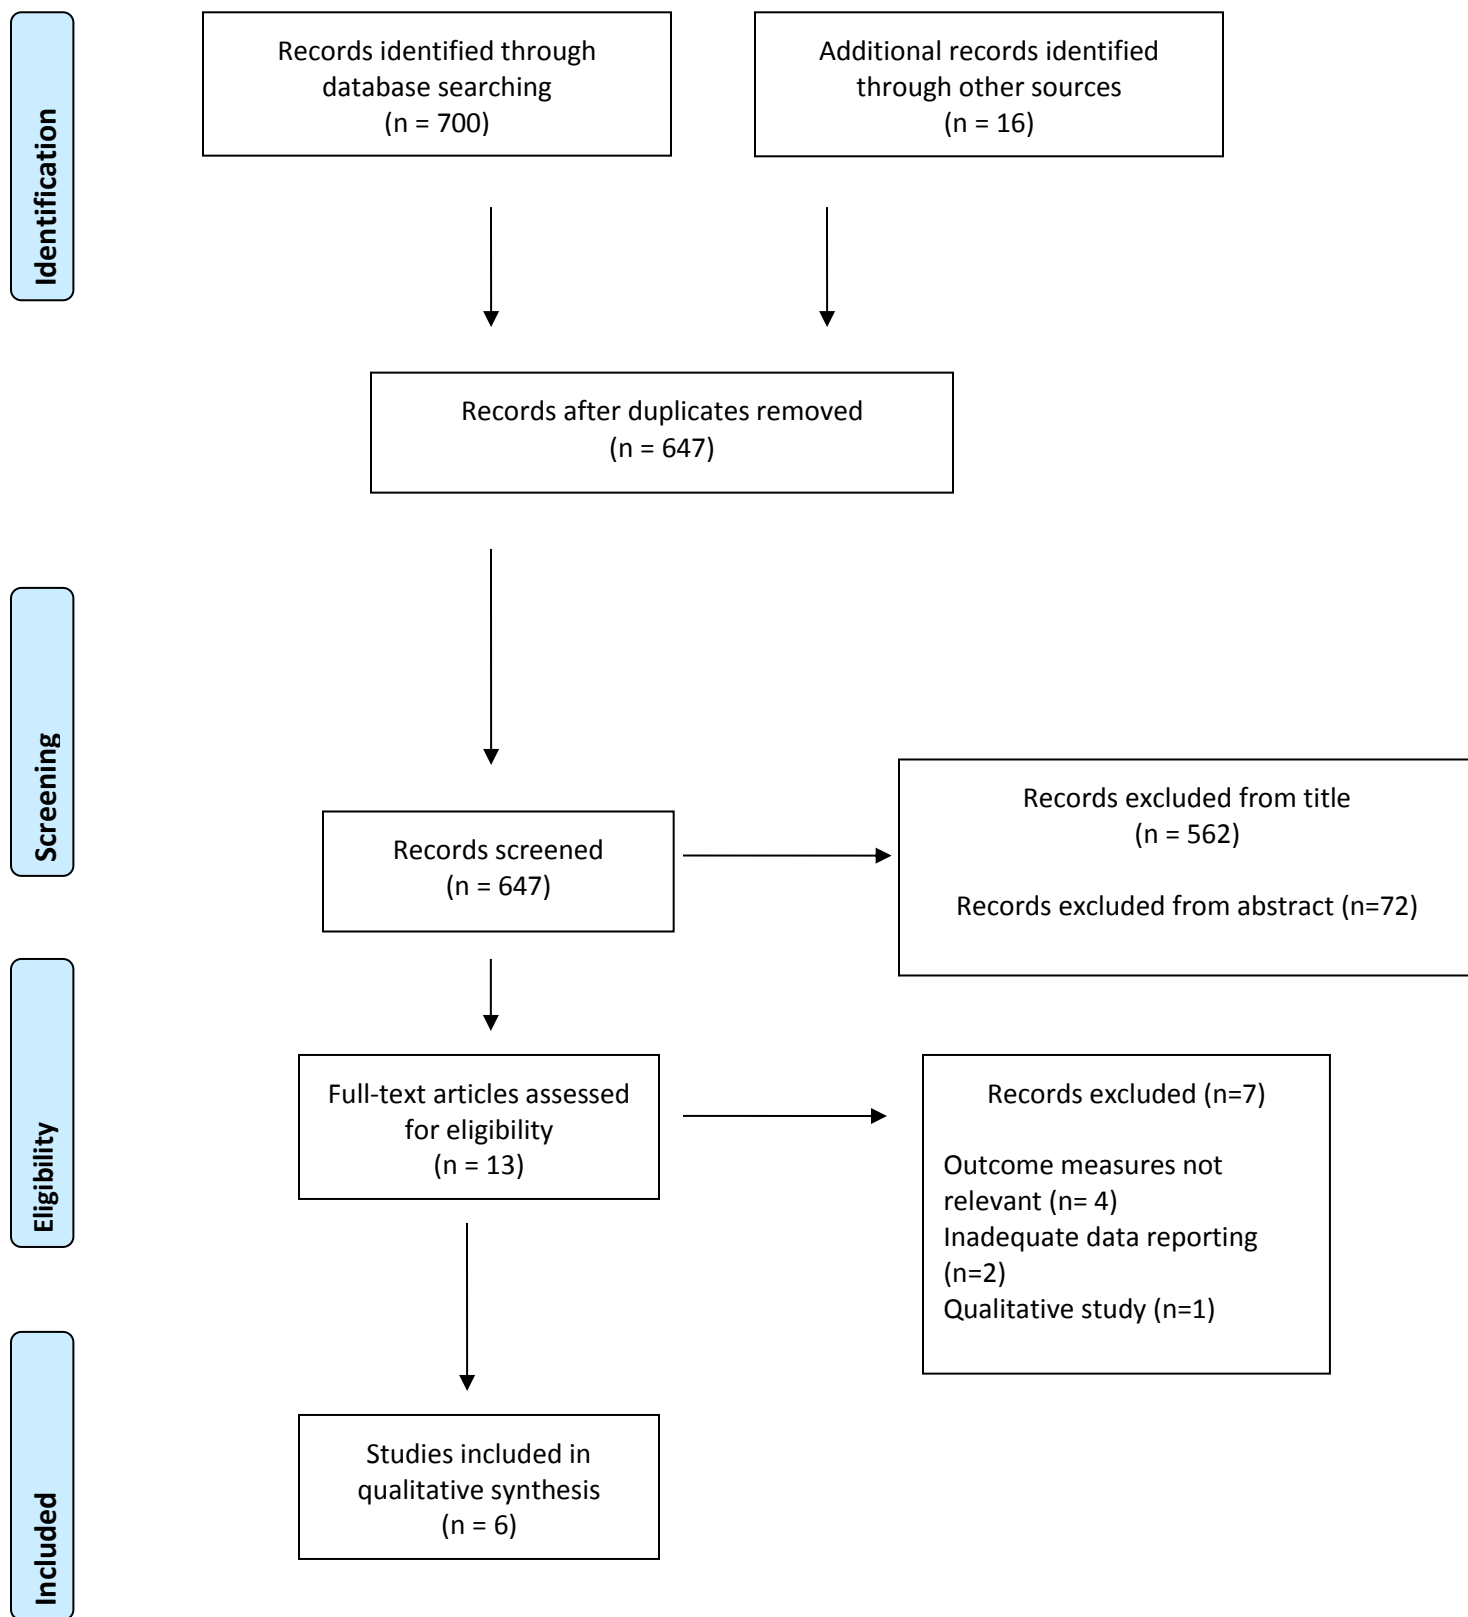 Identification
Records identified through
database searching
(n = 700)
Additional records identified
through other sources
(n = 16)
Records after duplicates removed
(n = 647)
Screening
Records screened
(n = 647)
Records excluded from title
(n = 562)
Records excluded from abstract (n=72)
Eligibility
Full-text articles assessed
for eligibility
(n = 13)
Records excluded (n=7)
Outcome measures not
relevant (n= 4)
Inadequate data reporting
(n=2)
Qualitative study (n=1)
Included
Studies included in
qualitative synthesis
(n = 6)